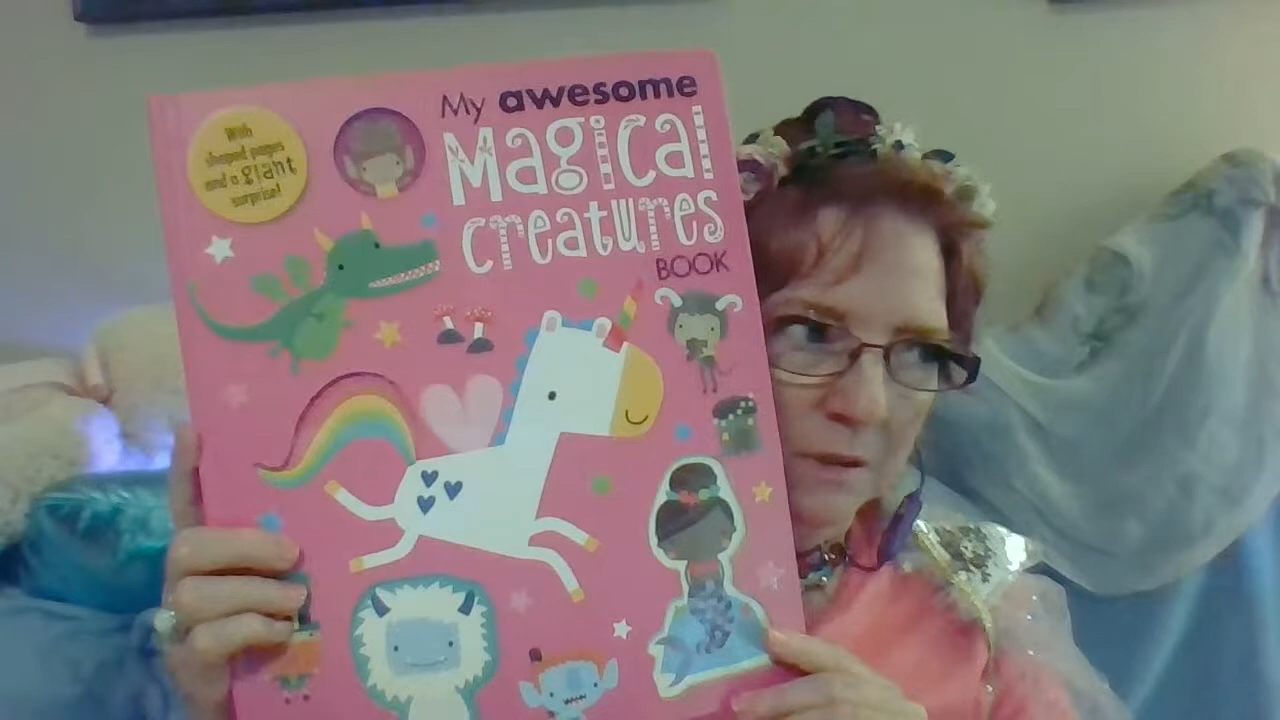 With
shaped pages
and a giant
surprise!
My awesome
Magical
creatures
BOOK